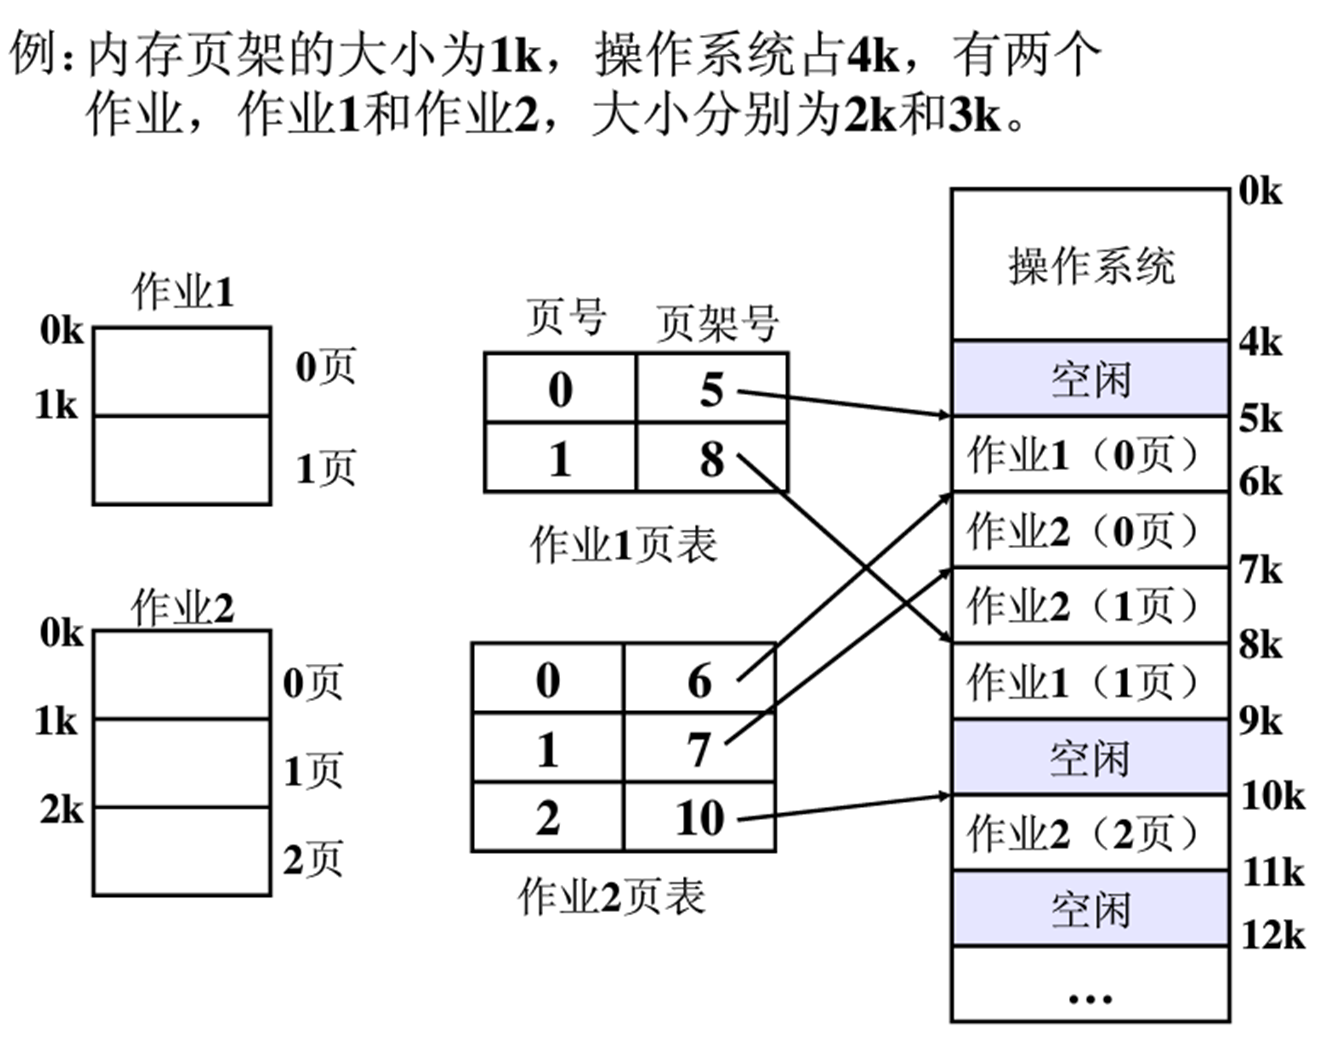 例：内存页架的大小为1k，操作系统占4k，有两个
作业，作业1和作业2，大小分别为2k和3k。
作业1
0k
0页
1k
1页
作业2
0k
0页
1k
1页
2k
2页
页号 页架号
0 5
1 8
作业1页表
0 6
1 7
2 10
作业2页表
0k
操作系统
4k
空闲
5k
作业1（0页）
6k
作业2（0页）
7k
作业2（1页）
8k
作业1（1页）
9k
空闲
10k
作业2（2页）
11k
空闲
12k
…